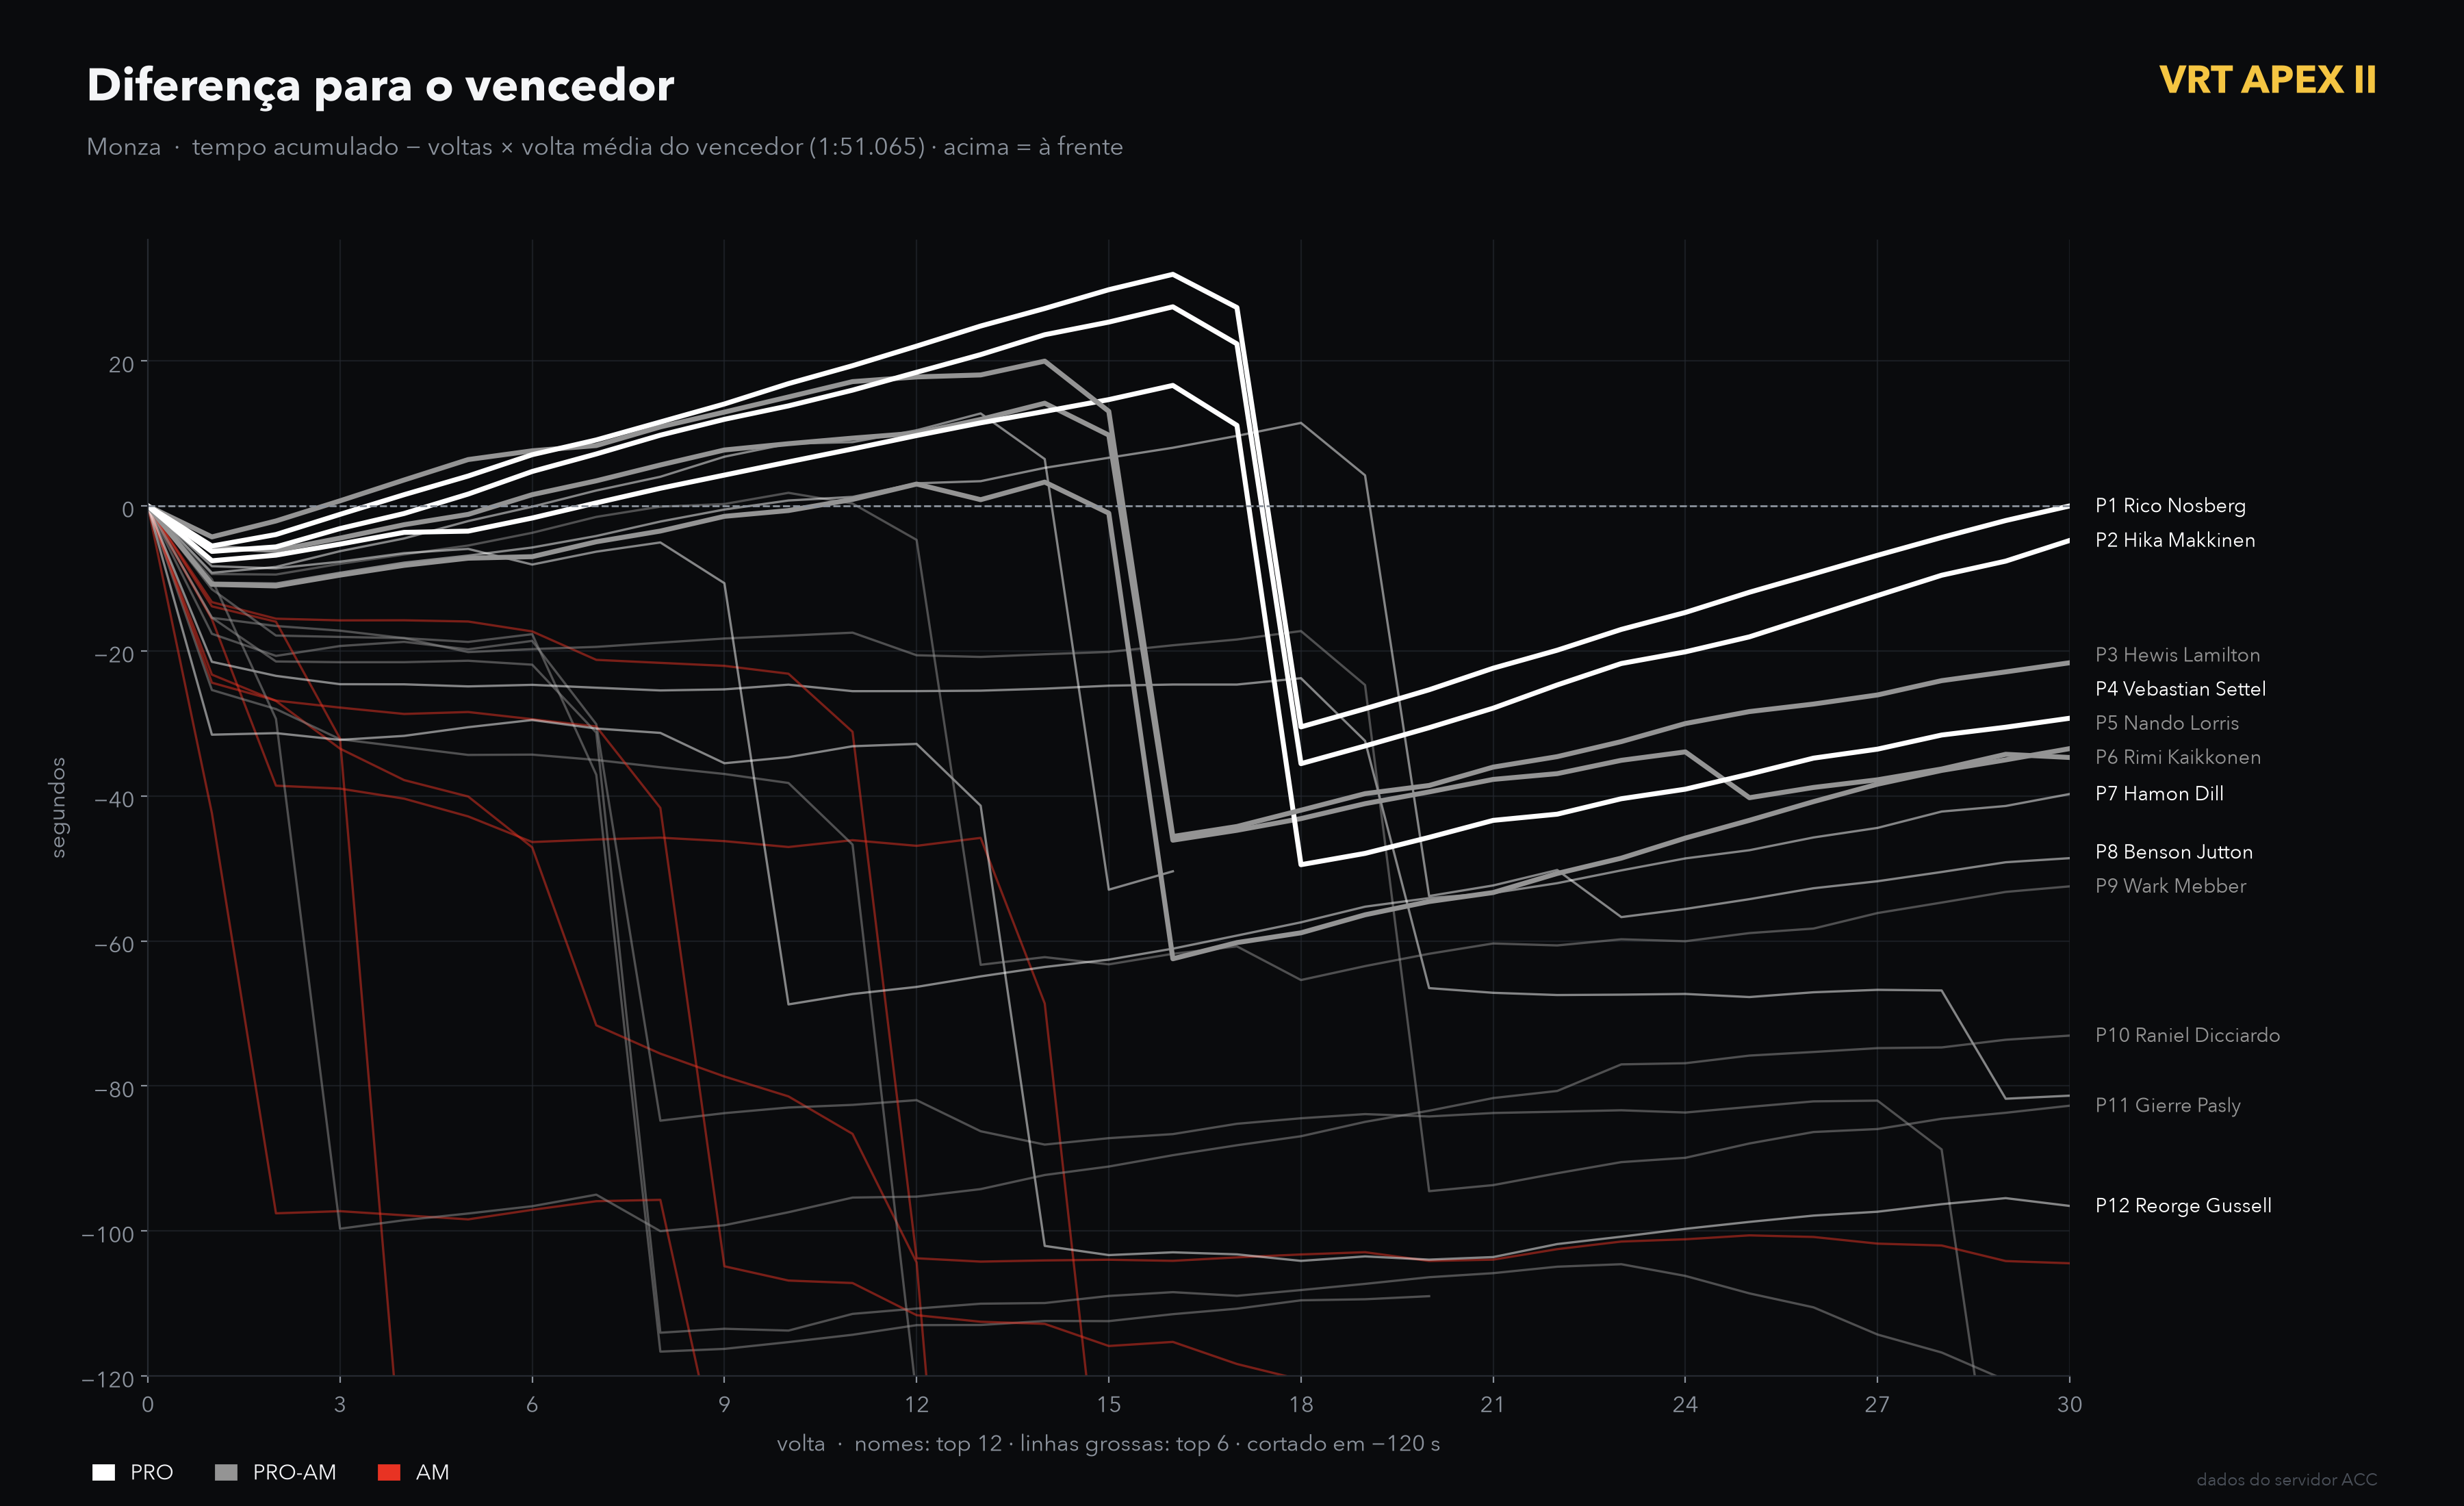 Diferença para o vencedor
VRT APEX II
Monza · tempo acumulado − voltas × volta média do vencedor (1:51.065) · acima = à frente
20
0
−20
−40
−60
−80
−100
−120
segundos
P1 Rico Nosberg
P2 Hika Makkinen
P3 Hewis Lamilton
P4 Vebastian Settel
P5 Nando Lorris
P6 Rimi Kaikkonen
P7 Hamon Dill
P8 Benson Jutton
P9 Wark Mebber
P10 Raniel Dicciardo
P11 Gierre Pasly
P12 Reorge Gussell
0 3 6 9 12 15 18 21 24 27 30
volta · nomes: top 12 · linhas grossas: top 6 · cortado em −120 s
PRO PRO-AM AM
dados do servidor ACC